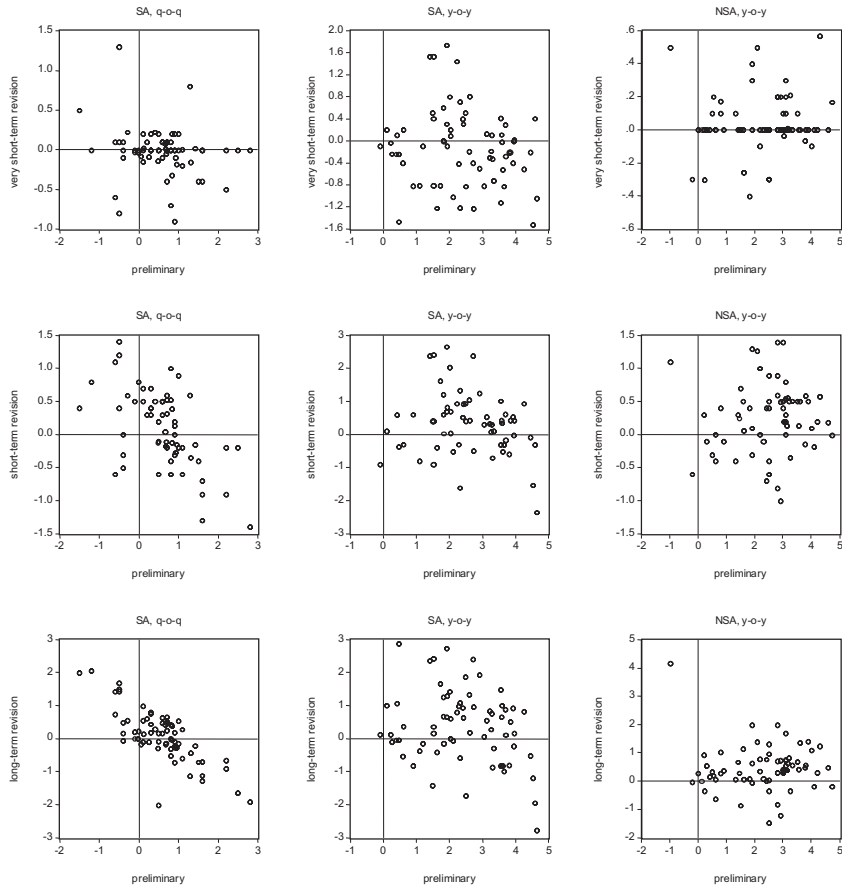 SA, q-o-q
SA, y-o-y
NSA, y-o-y
very short-term revision
1.5
1.0
0.5
0.0
-0.5
-1.0
-2 -1 0 1 2 3
preliminary
very short-term revision
2.0
1.6
1.2
0.8
0.4
0.0
-0.4
-0.8
-1.2
-1.6
-1 0 1 2 3 4 5
preliminary
very short-term revision
.6
.4
.2
.0
-.2
-.4
-.6
-2 -1 0 1 2 3 4 5
preliminary
SA, q-o-q
SA, y-o-y
NSA, y-o-y
short-term revision
1.5
1.0
0.5
0.0
-0.5
-1.0
-1.5
-2 -1 0 1 2 3
preliminary
short-term revision
3
2
1
0
-1
-2
-3
-1 0 1 2 3 4 5
preliminary
short-term revision
1.5
1.0
0.5
0.0
-0.5
-1.0
-1.5
-2 -1 0 1 2 3 4 5
preliminary
SA, q-o-q
SA, y-o-y
NSA, y-o-y
long-term revision
3
2
1
0
-1
-2
-3
-2 -1 0 1 2 3
preliminary
long-term revision
3
2
1
0
-1
-2
-3
-1 0 1 2 3 4 5
preliminary
long-term revision
5
4
3
2
1
0
-1
-2
-2 -1 0 1 2 3 4 5
preliminary